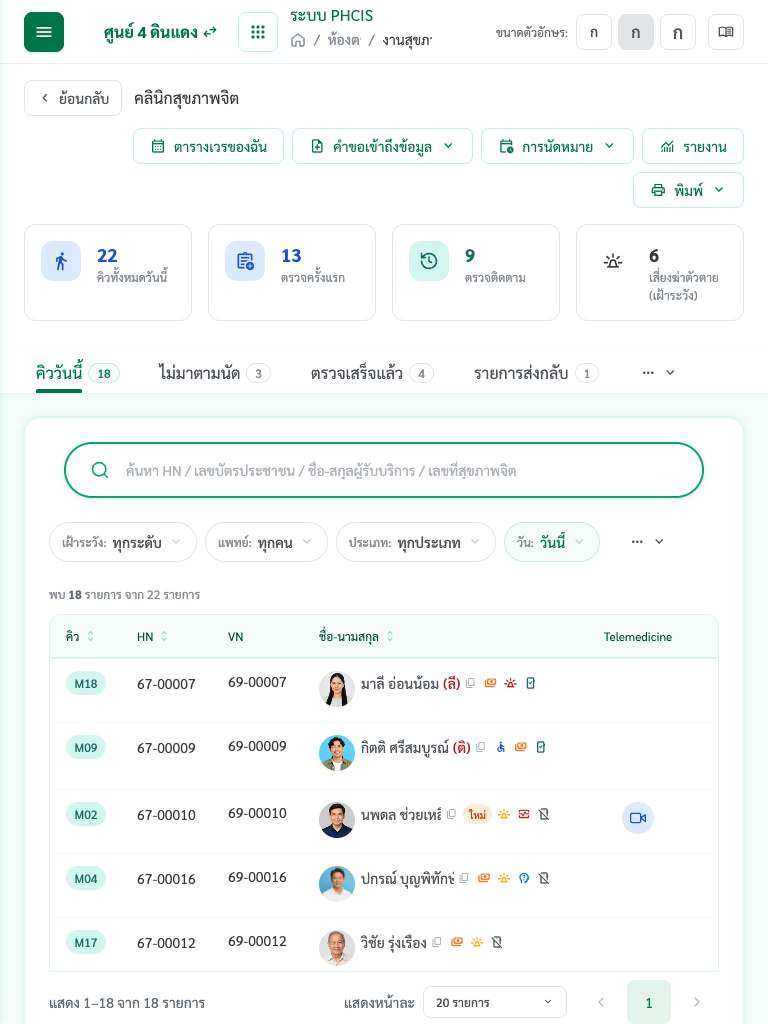 ศูนย์ 4 ดินแดง
ระบบ PHCIS
/ ห้องต / งานสุขภ
ขนาดตัวอักษร: ก ก ก
ย้อนกลับ คลินิกสุขภาพจิต
ตารางเวรของฉัน คำขอเข้าถึงข้อมูล การนัดหมาย รายงาน
พิมพ์
22 13 9 6
คิวทั้งหมดวันนี้ ตรวจครั้งแรก ตรวจติดตาม เสี่ยงฆ่าตัวตาย
(เฝ้าระวัง)
คิววันนี้ 18 ไม่มาตามนัด 3 ตรวจเสร็จแล้ว 4 รายการส่งกลับ 1 ...
ค้นหา HN / เลขบัตรประชาชน / ชื่อ-สกุลผู้รับบริการ / เลขที่สุขภาพจิต
เฝ้าระวัง: ทุกระดับ แพทย์: ทุกคน ประเภท: ทุกประเภท วัน: วันนี้ ...
พบ 18 รายการ จาก 22 รายการ
คิว HN VN ชื่อ-นามสกุล Telemedicine
M18 67-00007 69-00007 มาลี อ่อนน้อม (ลี)
M09 67-00009 69-00009 กิตติ ศรีสมบูรณ์ (ติ)
M02 67-00010 69-00010 นพดล ช่วยเหลื ใหม่
M04 67-00016 69-00016 ปกรณ์ บุญพิทักษ์
M17 67-00012 69-00012 วิชัย รุ่งเรือง
แสดง 1–18 จาก 18 รายการ แสดงหน้าละ 20 รายการ 1